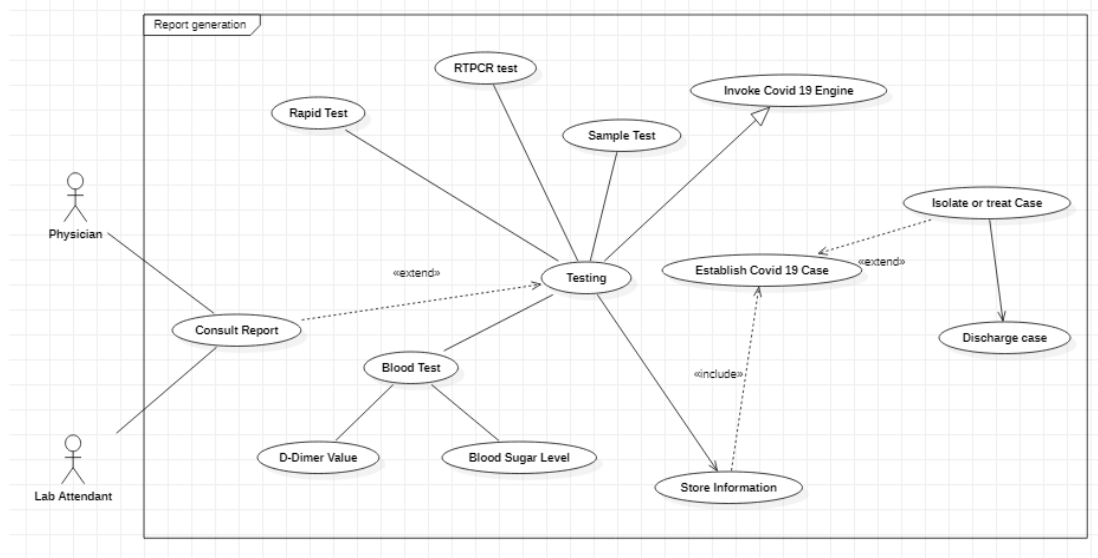 Report generation
RTPCR test
Invoke Covid 19 Engine
Rapid Test
Sample Test
Isolate or treat Case
Physician
«extend»
Establish Covid 19 Case
«extend»
Testing
Consult Report
Discharge case
Blood Test
«include»
D-Dimer Value
Blood Sugar Level
Store Information
Lab Attendant